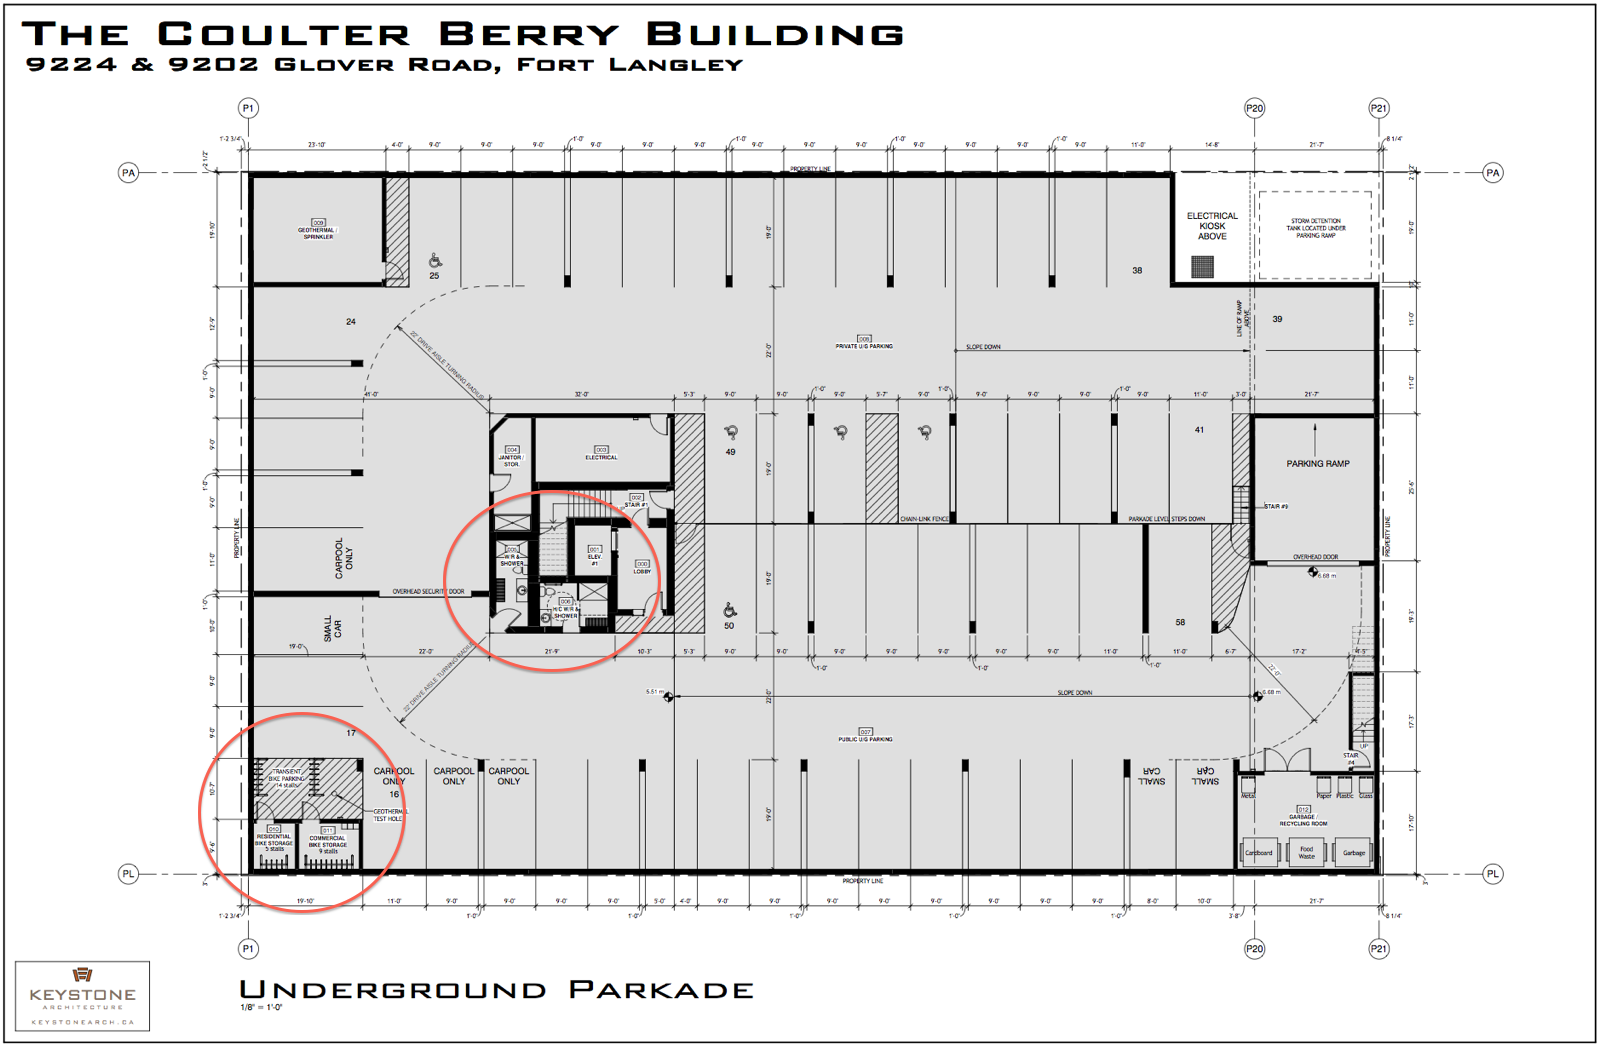 THE COULTER BERRY BUILDING
9224 & 9202 GLOVER ROAD, FORT LANGLEY
P1 P20 P21
1'-2 3/4" 1'-0" 1'-0" 1'-0" 1'-0" 8 1/4"
23'-10" 4'-0" 9'-0" 9'-0" 9'-0" 9'-0" 9'-0" 9'-0" 9'-0" 9'-0" 9'-0" 9'-0" 9'-0" 9'-0" 9'-0" 11'-0" 14'-8" 21'-7"
PROPERTY LINE
PA PA
2 1/2"
19'-10"
19'-0"
19'-0"
009
GEOTHERMAL /
SPRINKLER
25
38
ELECTRICAL
KIOSK
ABOVE
STORM DETENTION
TANK LOCATED UNDER
PARKING RAMP
24
12'-9"
22' DRIVE AISLE TURNING RADIUS
22'-0"
PRIVATE U/G PARKING
SLOPE DOWN
LINE OF RAMP
ABOVE
39
11'-0"
11'-0"
1'-0"
9'-0"
1'-0" 1'-0" 1'-0"
41'-0" 32'-0" 5'-3" 9'-0" 9'-0" 9'-0" 5'-7" 9'-0" 9'-0" 9'-0" 9'-0" 9'-0" 11'-0" 3'-0" 21'-7"
004
JANITOR /
STOR.
003
ELECTRICAL
49
41
PARKING RAMP
9'-0"
1'-0"
9'-0"
19'-0"
25'-6"
002
STAIR #1
CHAIN-LINK FENCE
PARKADE LEVEL STEPS DOWN
PROPERTY LINE
PROPERTY LINE
11'-0"
CARPOOL
ONLY
005
W/R &
SHOWER
001
ELEV.
#1
LOBBY
OVERHEAD DOOR
6.68 m
OVERHEAD SECURITY DOOR
006
H/C W/R &
SHOWER
1'-0"
10'-0"
SMALL
CAR
50
58
19'-0"
19'-3"
19'-0" 22'-0" 21'-9" 10'-3" 5'-3" 9'-0" 9'-0" 9'-0" 9'-0" 9'-0" 9'-0" 9'-0" 9'-0" 11'-0" 6'-7" 17'-2"
1'-0" 1'-0" 1'-0"
22' DRIVE AISLE TURNING RADIUS
9'-0"
5.51 m
22'-0"
SLOPE DOWN
6.68 m
22'-0"
17'-3"
9'-0"
17
007
PUBLIC U/G PARKING
UP
STAIR
#4
TRANSIENT
BIKE PARKING
14 stalls
CARPOOL
ONLY
CARPOOL
ONLY
CARPOOL
ONLY
16
SMALL
CAR
SMALL
CAR
10'-7"
GEOTHERMAL
TEST HOLE
19'-0"
Metal Paper Plastic Glass
012
GARBAGE /
RECYCLING ROOM
17'-10"
010
RESIDENTIAL
BIKE STORAGE
5 stalls
011
COMMERCIAL
BIKE STORAGE
9 stalls
9'-6"
Cardboard
Food
Waste
Garbage
PL PL
3" 3"
PROPERTY LINE
19'-10" 11'-0" 9'-0" 9'-0" 9'-0" 9'-0" 5'-0" 4'-0" 9'-0" 9'-0" 9'-0" 9'-0" 9'-0" 9'-0" 9'-0" 9'-0" 8'-0" 10'-0" 21'-7"
1'-2 3/4" 1'-0" 1'-0" 1'-0" 1'-0" 1'-0" 3'-8" 8 1/4"
P1 P20 P21
UNDERGROUND PARKADE
1/8" = 1'-0"
KEYSTONE
ARCHITECTURE
KEYSTONEARCH.CA